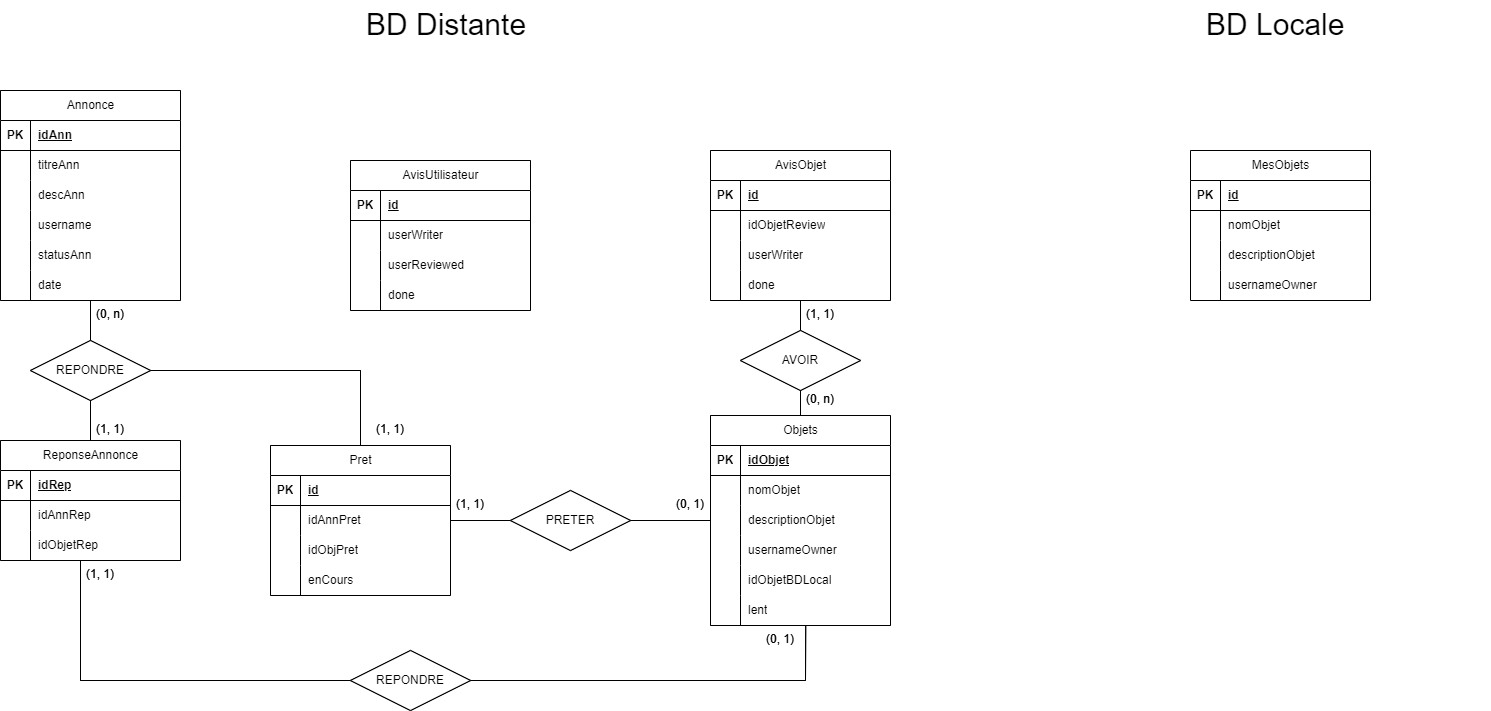 BD Distante
BD Locale
Annonce
PK idAnn
titreAnn
descAnn
username
statusAnn
date
AvisUtilisateur
PK id
userWriter
userReviewed
done
AvisObjet
PK id
idObjetReview
userWriter
done
MesObjets
PK id
nomObjet
descriptionObjet
usernameOwner
(0, n)
REPONDRE
(1, 1)
(1, 1)
(1, 1)
AVOIR
(0, n)
ReponseAnnonce
PK idRep
idAnnRep
idObjetRep
(1, 1)
Pret
PK id
idAnnPret
idObjPret
enCours
(1, 1)
PRETER
(0, 1)
Objets
PK idObjet
nomObjet
descriptionObjet
usernameOwner
idObjetBDLocal
lent
(0, 1)
REPONDRE